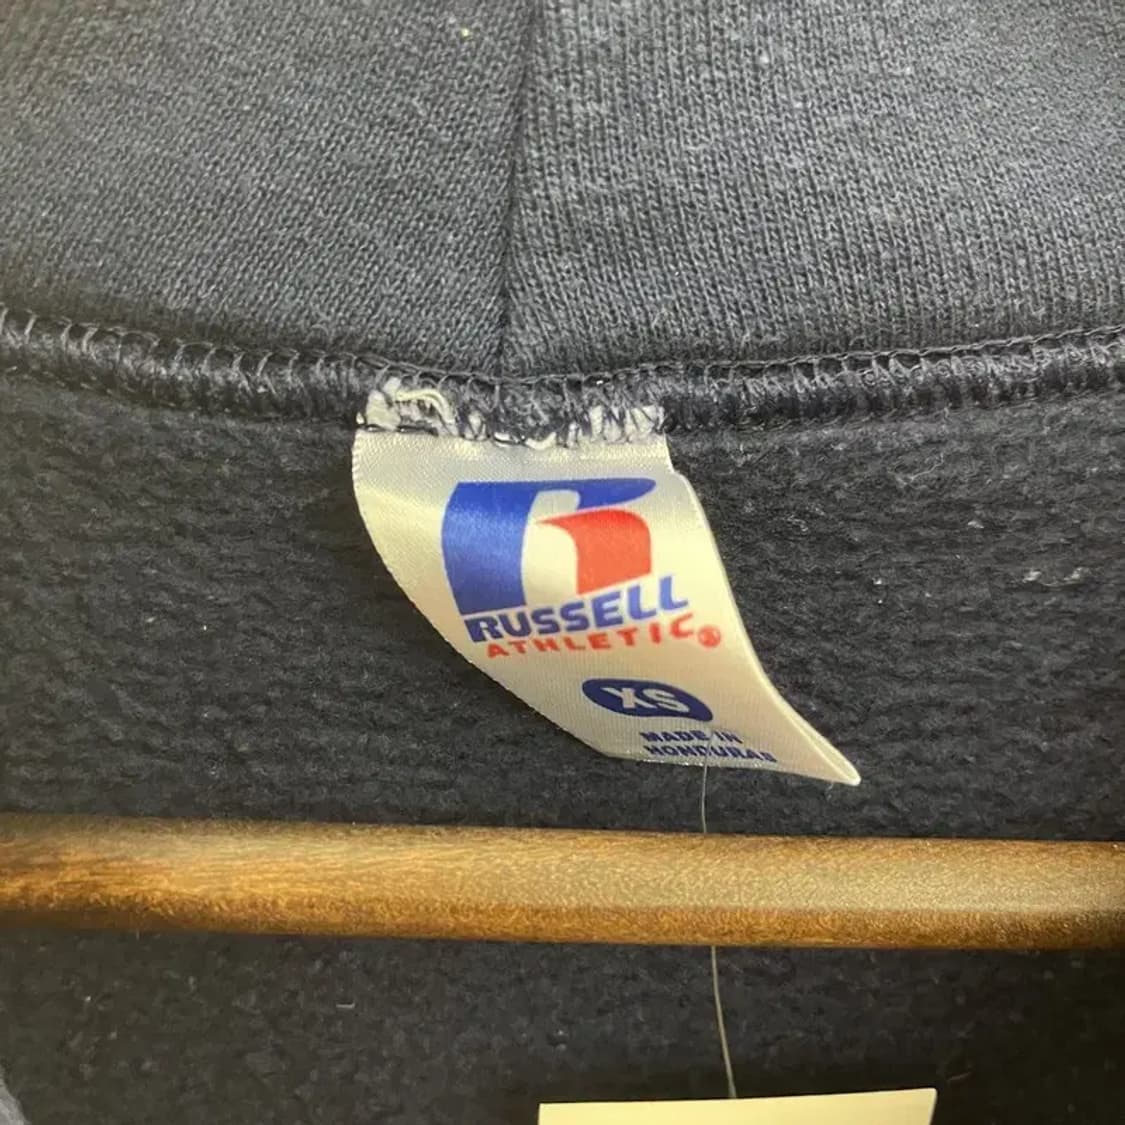 RUSSELL
ATHLETIC®
XS
MADE IN
HONDURAS